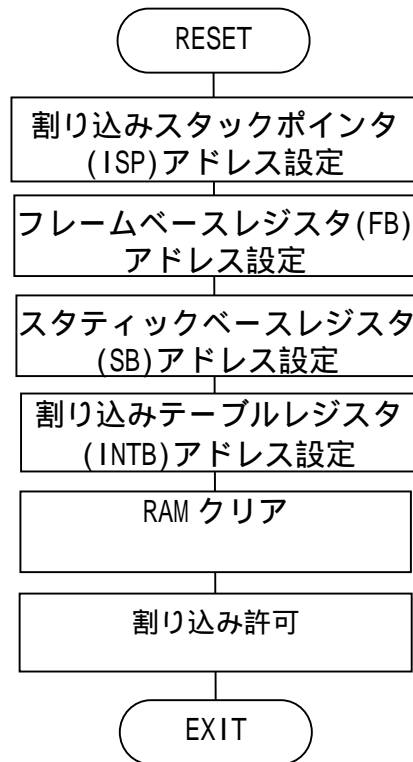 RESET
割り込みスタックポインタ
(ISP)アドレス設定
フレームベースレジスタ(FB)
アドレス設定
スタティックベースレジスタ
(SB)アドレス設定
割り込みテーブルレジスタ
(INTB)アドレス設定
RAM クリア
割り込み許可
EXIT